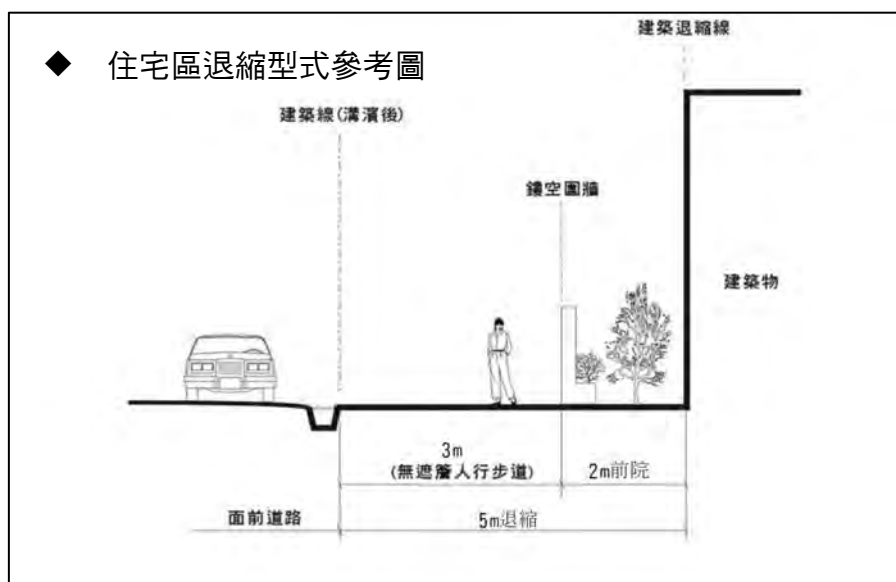 建築退縮線
◆ 住宅區退縮型式參考圖
建築線(溝濱後)
鏤空圍牆
建築物
3m
(無遮簷人行步道)
2m前院
面前道路
5m退縮